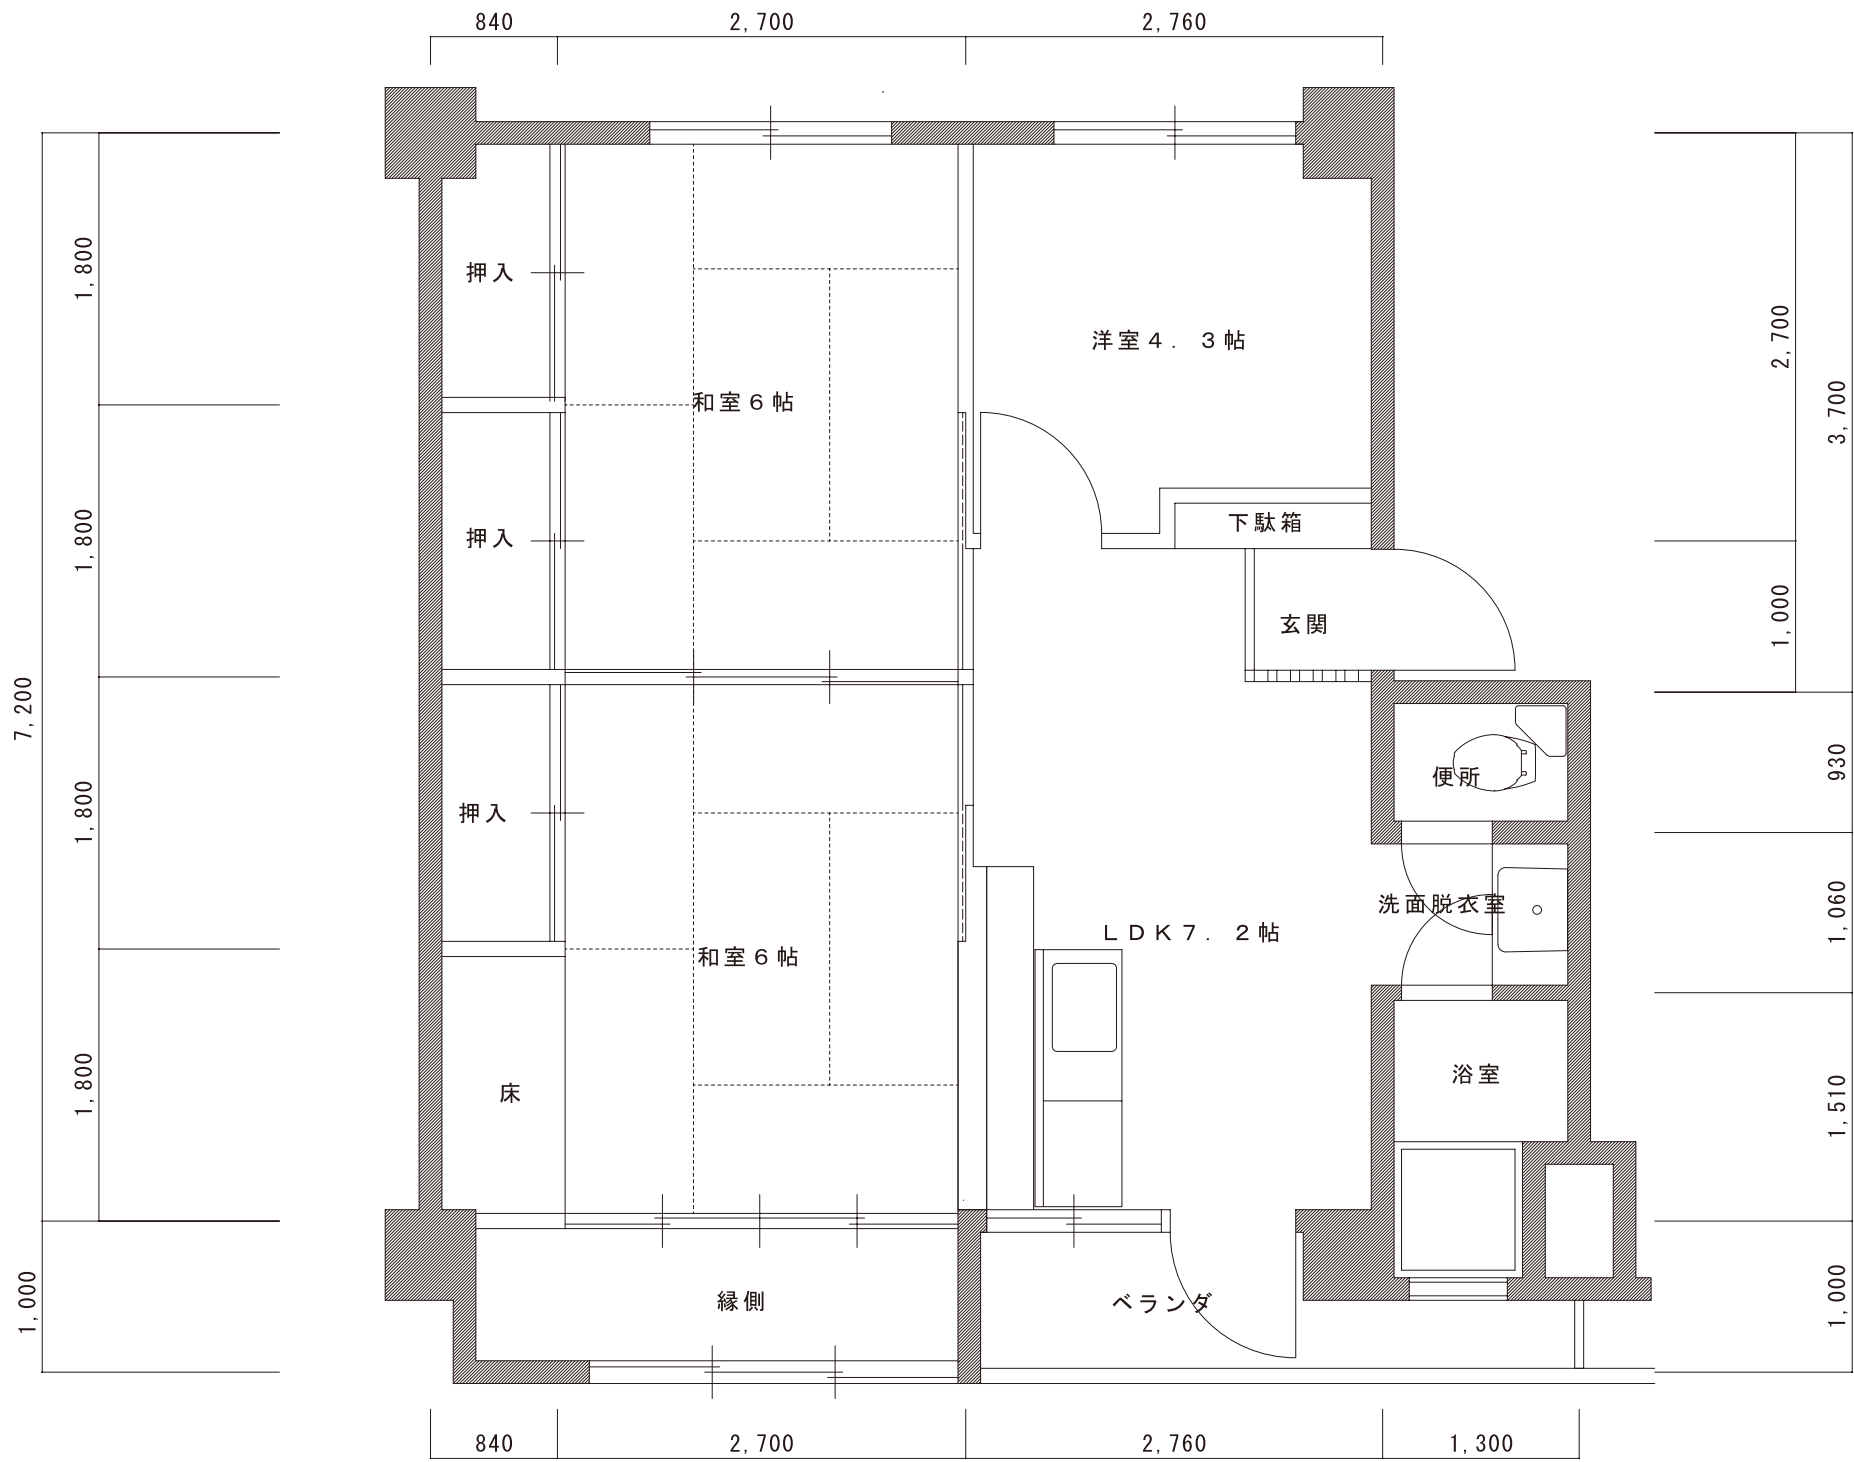 840
2,700
2,760
1,800
押入
洋室４．３帖
2,700
和室６帖
3,700
1,800
押入
下駄箱
玄関
1,000
7,200
便所
930
1,800
押入
洗面脱衣室
1,060
ＬＤＫ７．２帖
和室６帖
浴室
1,800
床
1,510
1,000
縁側
ベランダ
1,000
840
2,700
2,760
1,300